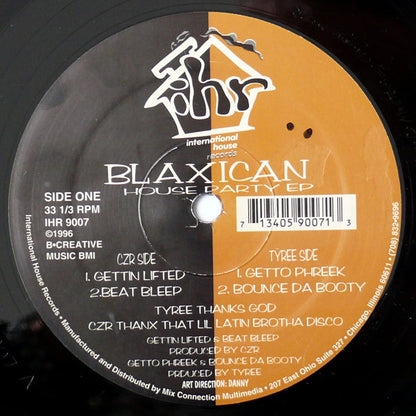 ihr
international
house
records
BLAXICAN
HOUSE PARTY EP
SIDE ONE
33 1/3 RPM
IHR 9007
©1996
B•CREATIVE
MUSIC BMI
7 13405 90071 3
CZR SIDE
1. GETTIN LIFTED
2. BEAT BLEEP
TYREE SIDE
1. GETTO PHREEK
2. BOUNCE DA BOOTY
TYREE THANKS GOD
CZR THANX THAT LIL LATIN BROTHA DISCO
GETTIN LIFTED & BEAT BLEEP
PRODUCED BY CZR
GETTO PHREEK & BOUNCE DA BOOTY
PRODUCED BY TYREE
ART DIRECTION: DANNY
International House Records • Manufactured and Distributed by Mix Connection Multimedia • 207 East Ohio Suite 327 • Chicago, Illinois 60611 • (708) 832-9696